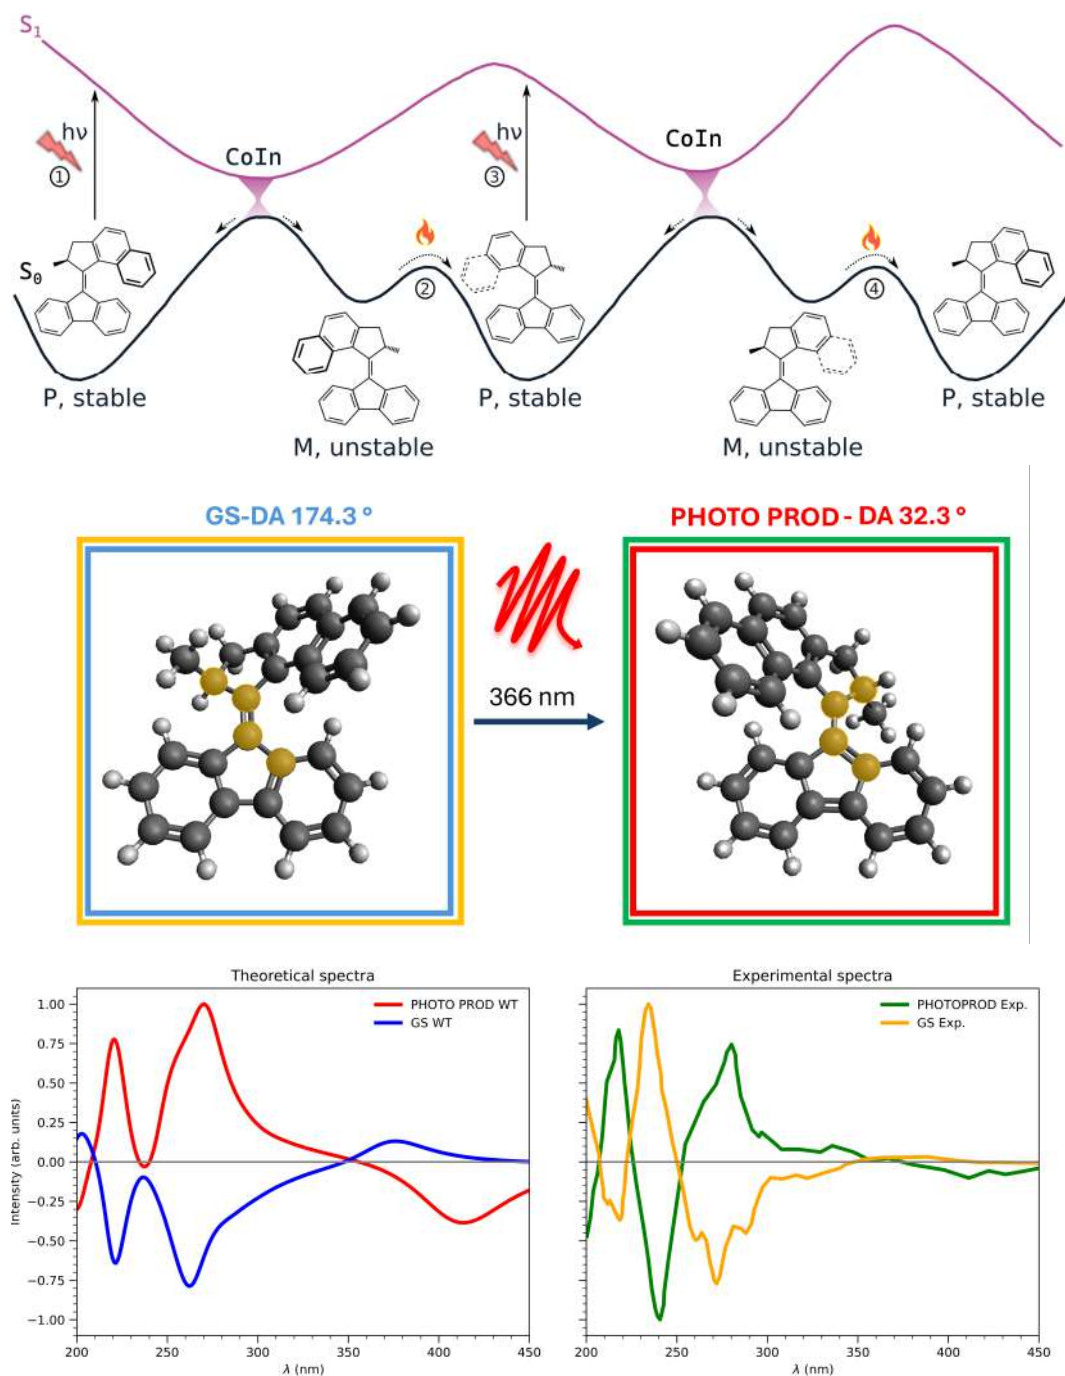 S₁
hν
①
CoIn
hν
③
CoIn
S₀
②
④
P, stable
M, unstable
P, stable
M, unstable
P, stable
GS-DA 174.3 °
PHOTO PROD - DA 32.3 °
366 nm
Theoretical spectra
Experimental spectra
PHOTO PROD WT
GS WT
PHOTOPROD Exp.
GS Exp.
Intensity (arb. units)
1.00
0.75
0.50
0.25
0.00
−0.25
−0.50
−0.75
−1.00
200 250 300 350 400 450
λ (nm)
200 250 300 350 400 450
λ (nm)